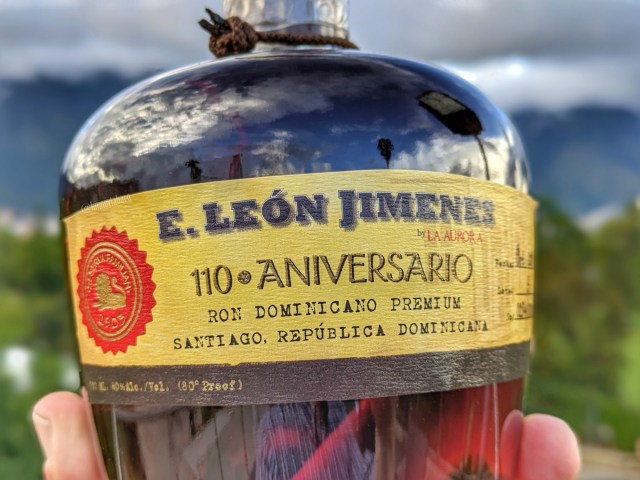 E. LEÓN JIMENES
by LA AURORA
110 • ANIVERSARIO
RON DOMINICANO PREMIUM
SANTIAGO, REPÚBLICA DOMINICANA
40%Alc./Vol. (80° Proof)